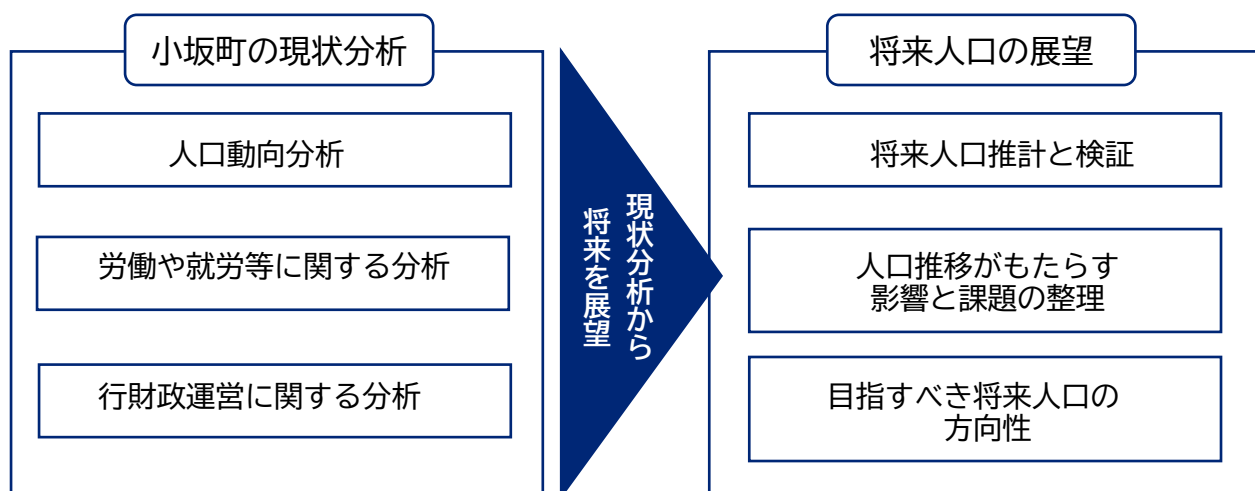 小坂町の現状分析
人口動向分析
労働や就労等に関する分析
行財政運営に関する分析
現状分析から
将来を展望
将来人口の展望
将来人口推計と検証
人口推移がもたらす
影響と課題の整理
目指すべき将来人口の
方向性